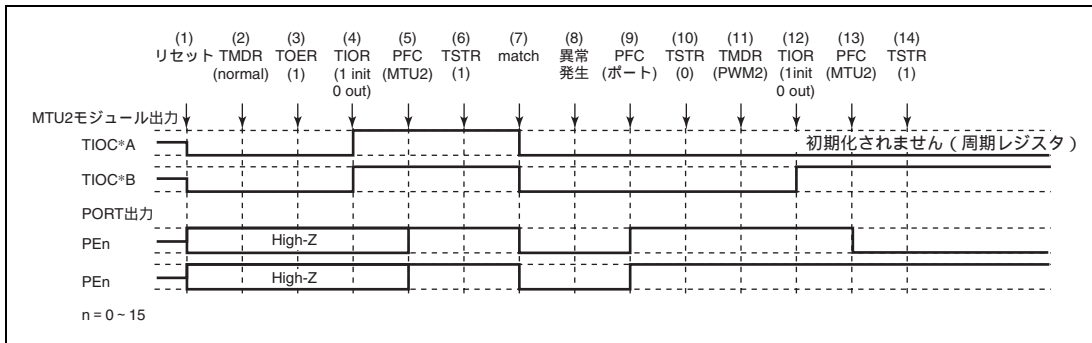 (1) (2) (3) (4) (5) (6) (7) (8) (9) (10) (11) (12) (13) (14)
リセット TMDR TOER TIOR PFC TSTR match 異常 PFC TSTR TMDR TIOR PFC TSTR
(normal) (1) (1 init (MTU2) (1) 発生 (ポート) (0) (PWM2) (1init (MTU2) (1)
0 out) 0 out)
MTU2モジュール出力
TIOC*A 初期化されません(周期レジスタ)
TIOC*B
PORT出力
PEn High-Z
PEn High-Z
n = 0 ~ 15